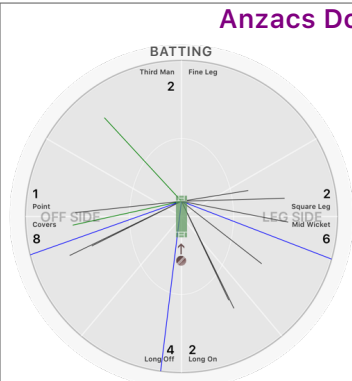 Anzacs Do
BATTING
Third Man Fine Leg
2
1 2
Point Square Leg
OFF SIDE LEG SIDE
Covers Mid Wicket
8 6
4 2
Long Off Long On